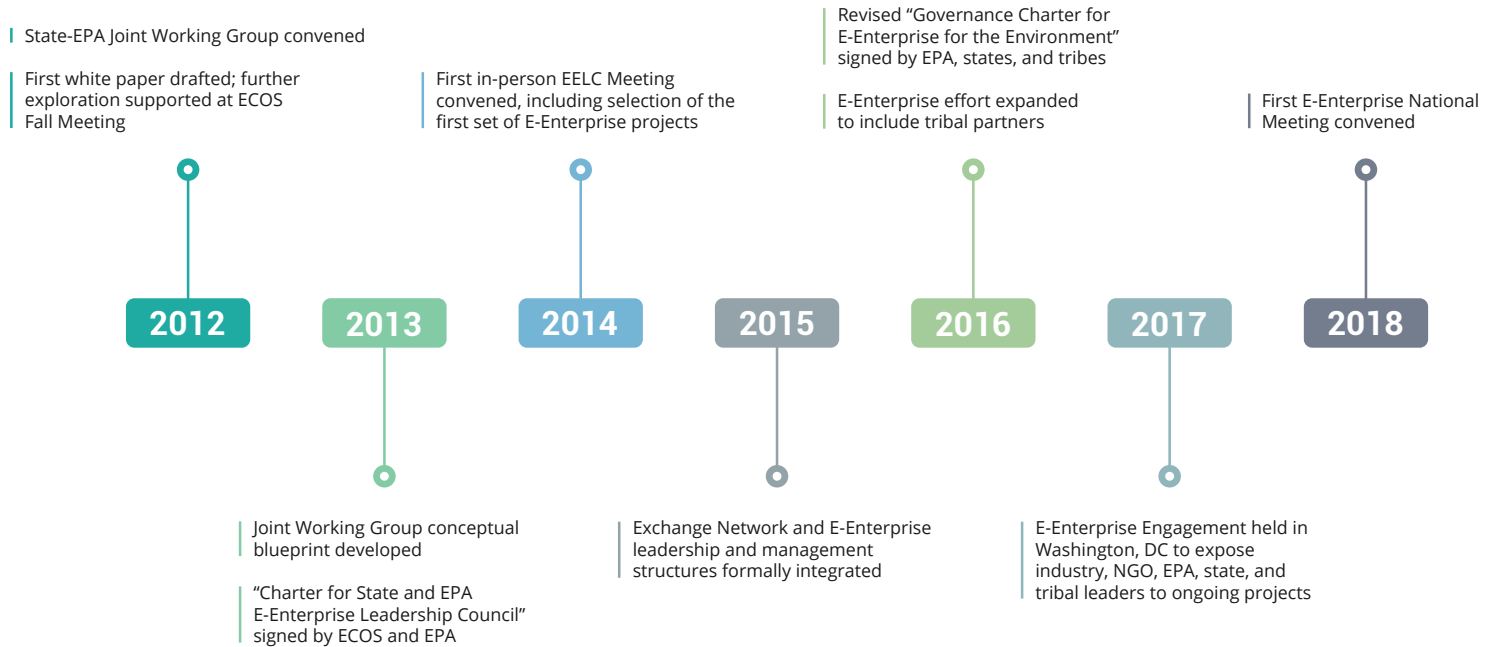 State-EPA Joint Working Group convened
First white paper drafted; further
exploration supported at ECOS
Fall Meeting
First in-person EELC Meeting
convened, including selection of the
first set of E-Enterprise projects
Revised “Governance Charter for
E-Enterprise for the Environment”
signed by EPA, states, and tribes
E-Enterprise effort expanded
to include tribal partners
First E-Enterprise National
Meeting convened
2012
2013
2014
2015
2016
2017
2018
Joint Working Group conceptual
blueprint developed
“Charter for State and EPA
E-Enterprise Leadership Council”
signed by ECOS and EPA
Exchange Network and E-Enterprise
leadership and management
structures formally integrated
E-Enterprise Engagement held in
Washington, DC to expose
industry, NGO, EPA, state, and
tribal leaders to ongoing projects